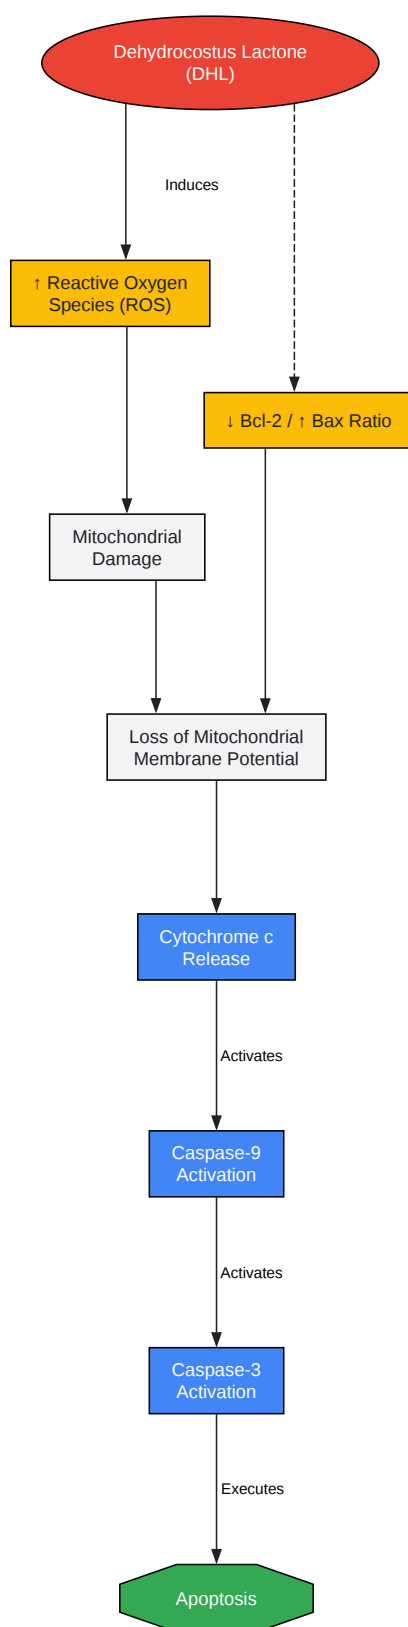 Dehydrocostus Lactone
(DHL)
Induces
↑ Reactive Oxygen
Species (ROS)
↓ Bcl-2 / ↑ Bax Ratio
Mitochondrial
Damage
Loss of Mitochondrial
Membrane Potential
Cytochrome c
Release
Activates
Caspase-9
Activation
Activates
Caspase-3
Activation
Executes
Apoptosis